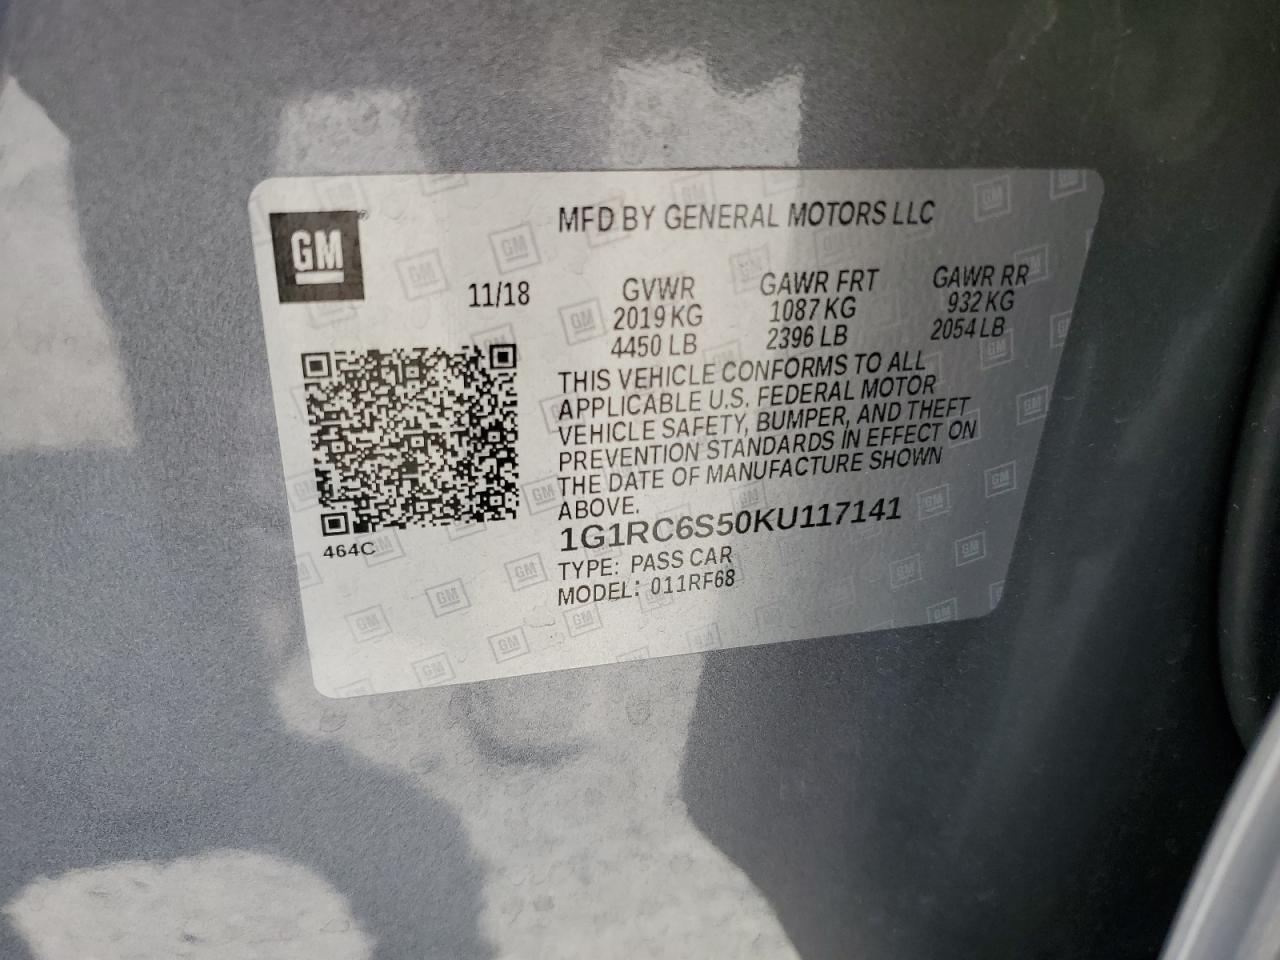 GM
MFD BY GENERAL MOTORS LLC
11/18
GVWR GAWR FRT GAWR RR
2019 KG 1087 KG 932 KG
4450 LB 2396 LB 2054 LB
THIS VEHICLE CONFORMS TO ALL
APPLICABLE U.S. FEDERAL MOTOR
VEHICLE SAFETY, BUMPER, AND THEFT
PREVENTION STANDARDS IN EFFECT ON
THE DATE OF MANUFACTURE SHOWN
ABOVE.
1G1RC6S50KU117141
TYPE: PASS CAR
MODEL: 011RF68
464C